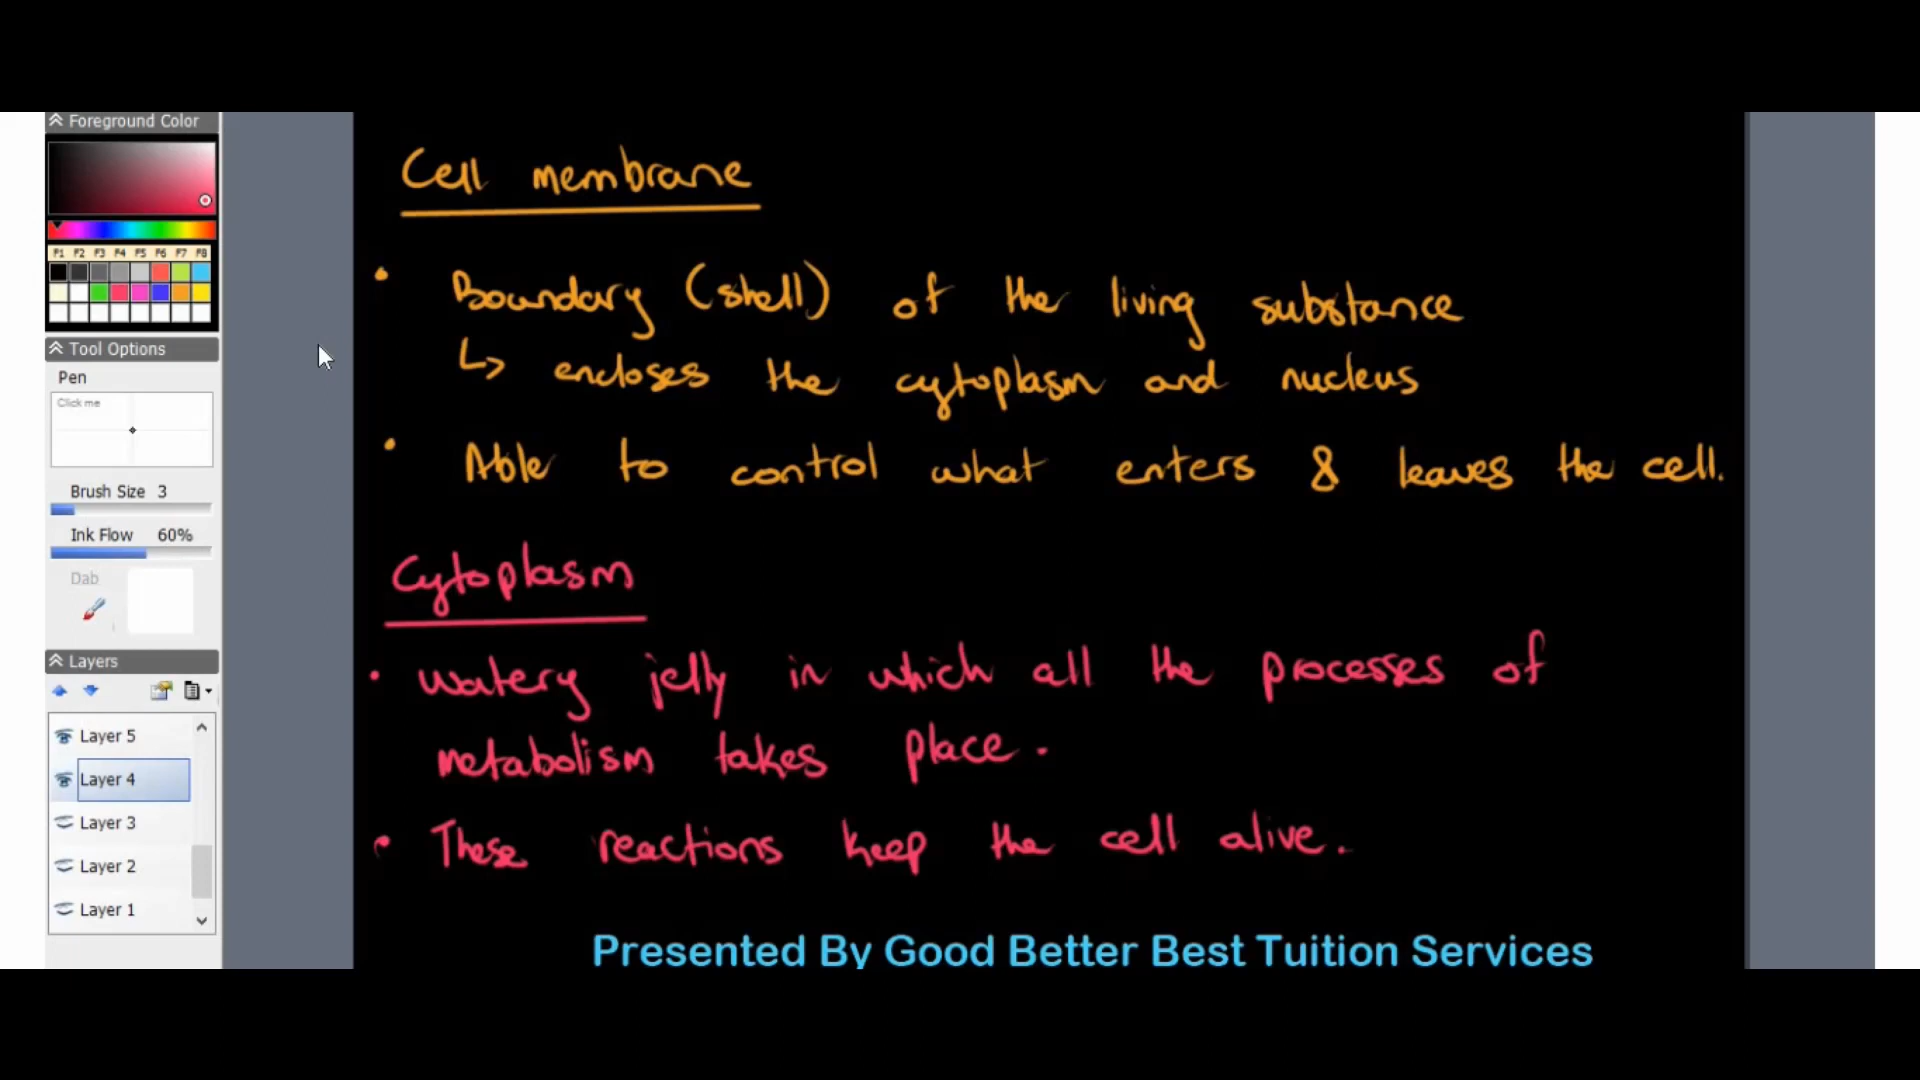 Foreground Color
F1 F2 F3 F4 F5 F6 F7 F8
Tool Options
Pen
Click me
Brush Size 3
Ink Flow 60%
Dab
Layers
Layer 5
Layer 4
Layer 3
Layer 2
Layer 1
Cell membrane
• Boundary (shell) of the living substance
↳ encloses the cytoplasm and nucleus
• Able to control what enters & leaves the cell.
Cytoplasm
• Watery jelly in which all the processes of
metabolism takes place.
• These reactions keep the cell alive.
Presented By Good Better Best Tuition Services